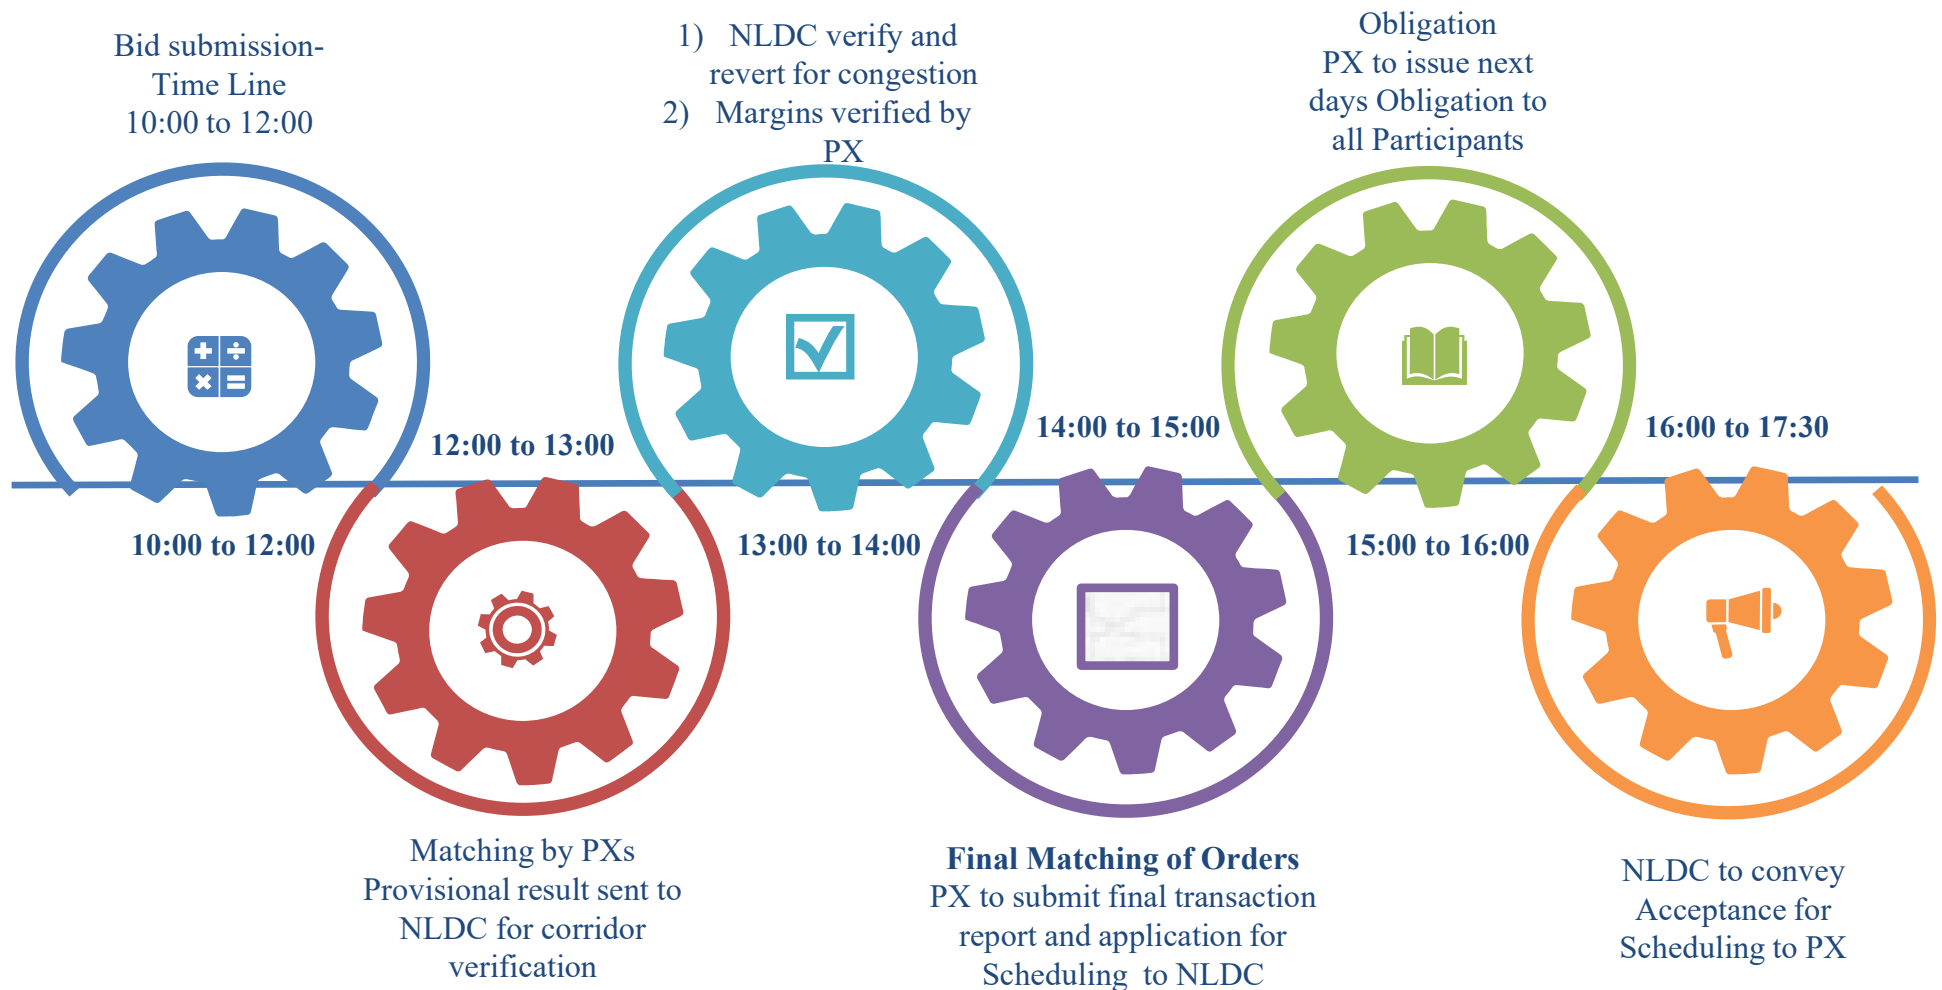 Bid submission-
Time Line
10:00 to 12:00
10:00 to 12:00
12:00 to 13:00
Matching by PXs
Provisional result sent to
NLDC for corridor
verification
1) NLDC verify and
revert for congestion
2) Margins verified by
PX
13:00 to 14:00
14:00 to 15:00
Final Matching of Orders
PX to submit final transaction
report and application for
Scheduling to NLDC
Obligation
PX to issue next
days Obligation to
all Participants
15:00 to 16:00
16:00 to 17:30
NLDC to convey
Acceptance for
Scheduling to PX